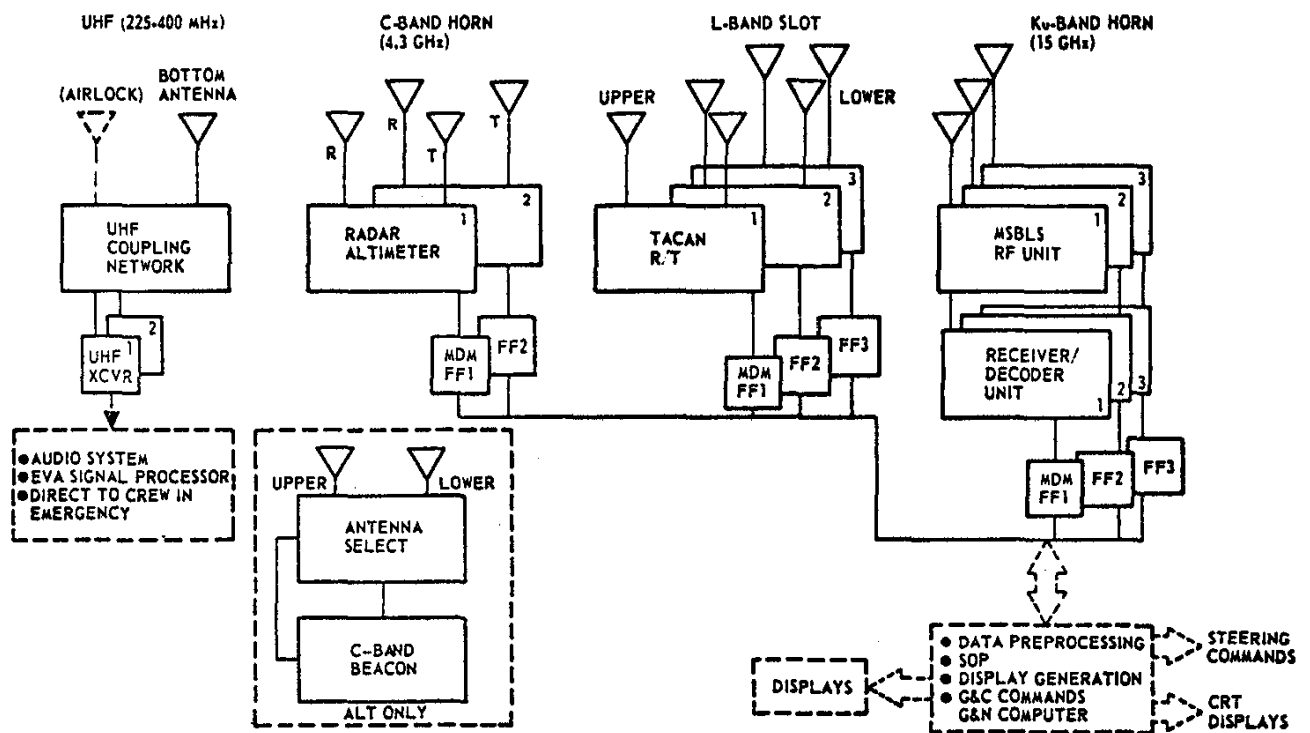 UHF (225-400 MHz)
C-BAND HORN
(4.3 GHz)
L-BAND SLOT
Ku-BAND HORN
(15 GHz)
(AIRLOCK)
BOTTOM
ANTENNA
R
R
T
T
UPPER
LOWER
UHF
COUPLING
NETWORK
RADAR
ALTIMETER
1
2
TACAN
R/T
1
2
3
MSBLS
RF UNIT
1
2
3
UHF
XCVR
1
2
MDM
FF1
FF2
MDM
FF1
FF2
FF3
RECEIVER/
DECODER
UNIT
1
2
3
MDM
FF1
FF2
FF3
● AUDIO SYSTEM
● EVA SIGNAL PROCESSOR
● DIRECT TO CREW IN
EMERGENCY
UPPER
LOWER
ANTENNA
SELECT
C-BAND
BEACON
ALT ONLY
DISPLAYS
● DATA PREPROCESSING
● SOP
● DISPLAY GENERATION
● G&C COMMANDS
G&N COMPUTER
STEERING
COMMANDS
CRT
DISPLAYS